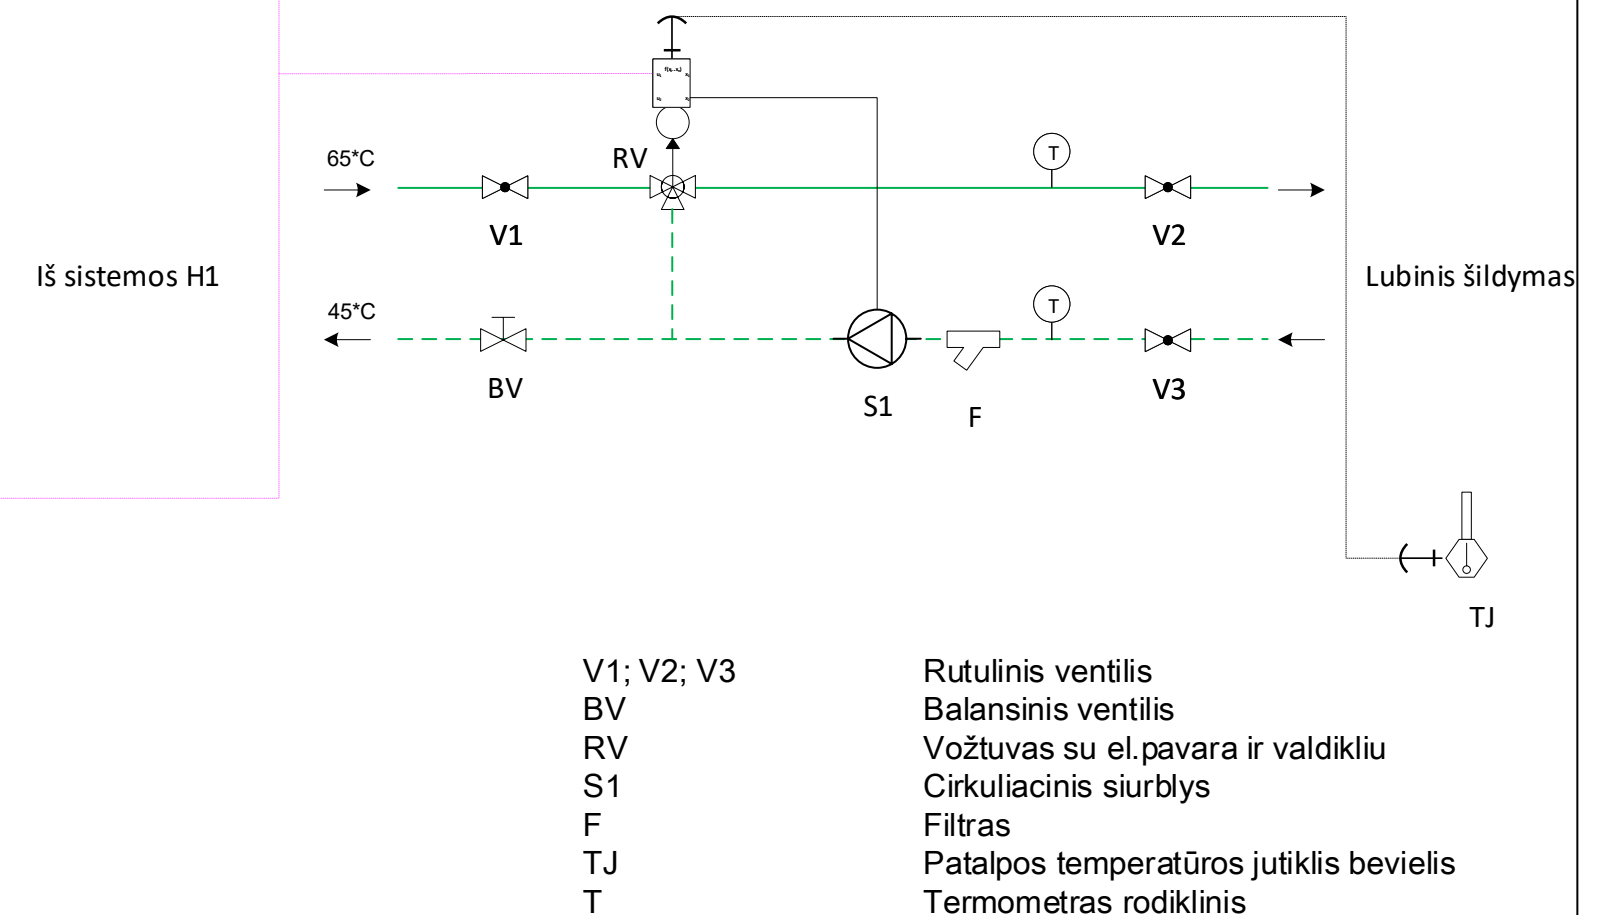 RV
65*C
T
V1
V2
Iš sistemos H1
Lubinis šildymas
45*C
T
BV
S1
F
V3
TJ
V1; V2; V3 Rutulinis ventilis
BV Balansinis ventilis
RV Vožtuvas su el.pavara ir valdikliu
S1 Cirkuliacinis siurblys
F Filtras
TJ Patalpos temperatūros jutiklis bevielis
T Termometras rodiklinis